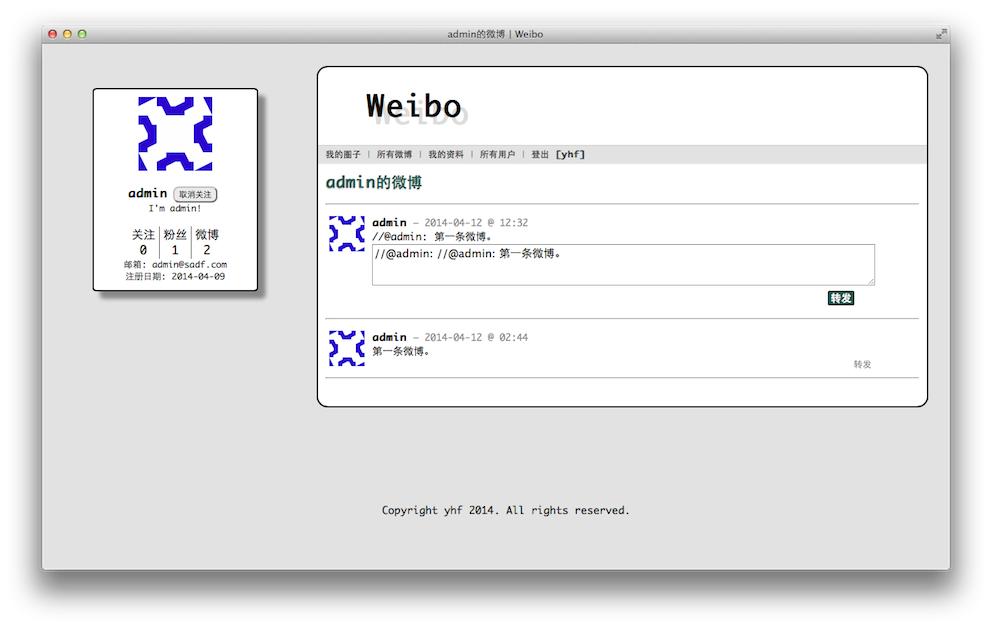 admin的微博 | Weibo
admin 取消关注
I'm admin!
关注 粉丝 微博
0 1 2
邮箱: admin@sadf.com
注册日期: 2014-04-09
Weibo
我的圈子 | 所有微博 | 我的资料 | 所有用户 | 登出 [yhf]
admin的微博
admin — 2014-04-12 @ 12:32
//@admin: 第一条微博。
//@admin: //@admin: 第一条微博。
转发
admin — 2014-04-12 @ 02:44
第一条微博。
转发
Copyright yhf 2014. All rights reserved.